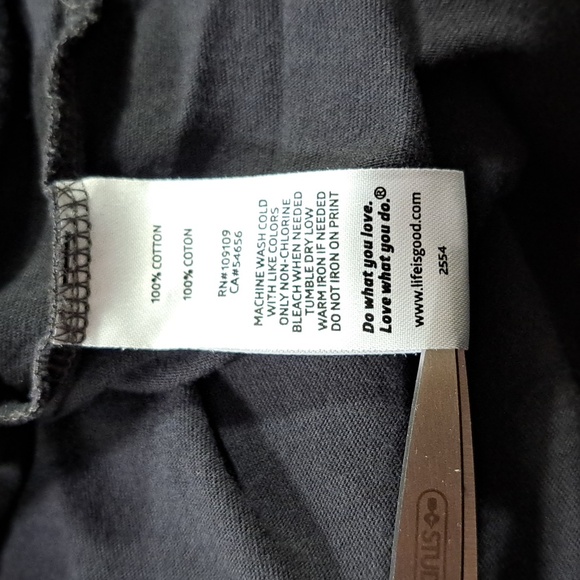 100% COTTON
100% COTON
RN#109109
CA#54656
MACHINE WASH COLD
WITH LIKE COLORS
ONLY NON-CHLORINE
BLEACH WHEN NEEDED
TUMBLE DRY LOW
WARM IRON IF NEEDED
DO NOT IRON ON PRINT
Do what you love.
Love what you do.®
www.lifeisgood.com
2554
STU